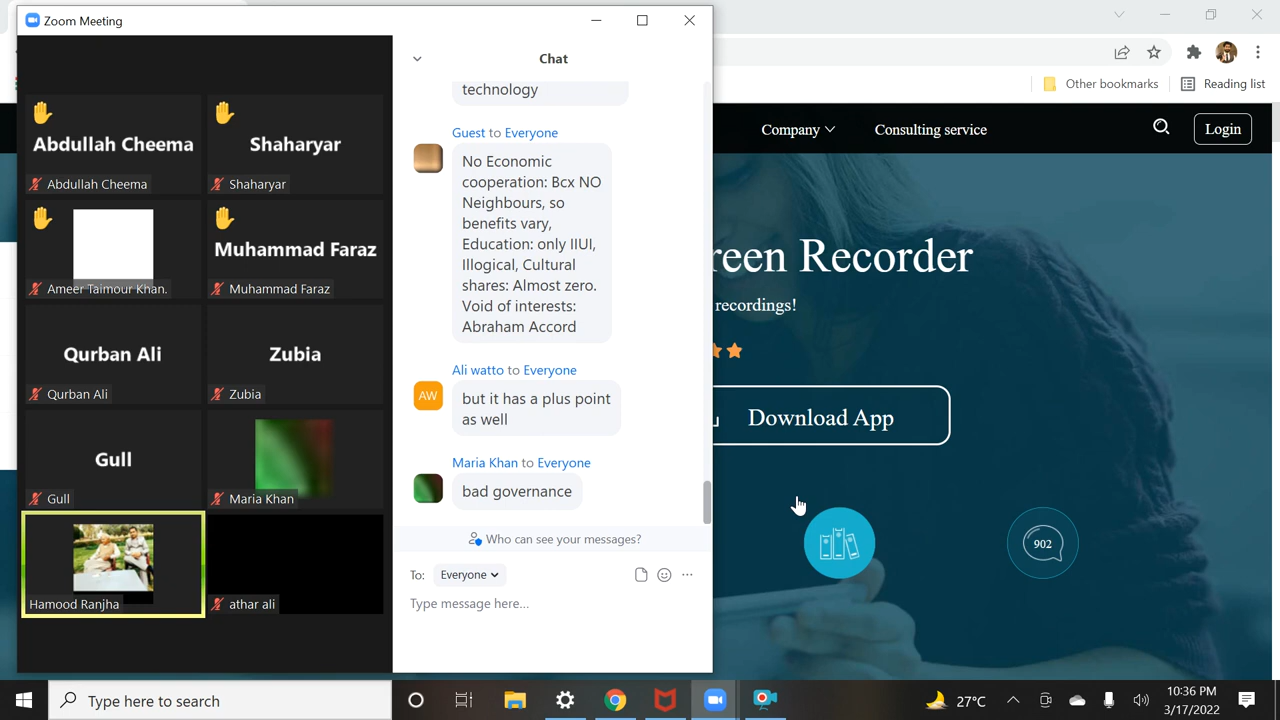 Zoom Meeting
Abdullah Cheema
Abdullah Cheema
Shaharyar
Shaharyar
Ameer Taimour Khan.
Muhammad Faraz
Muhammad Faraz
Qurban Ali
Qurban Ali
Zubia
Zubia
Gull
Gull
Maria Khan
Hamood Ranjha
athar ali
Chat
technology
Guest to Everyone
No Economic
cooperation: Bcx NO
Neighbours, so
benefits vary,
Education: only IIUI,
Illogical, Cultural
shares: Almost zero.
Void of interests:
Abraham Accord
Ali watto to Everyone
AW
but it has a plus point
as well
Maria Khan to Everyone
bad governance
Who can see your messages?
To: Everyone
Type message here...
Other bookmarks
Reading list
Company
Consulting service
Login
reen Recorder
recordings!
Download App
902
Type here to search
27°C
10:36 PM
3/17/2022